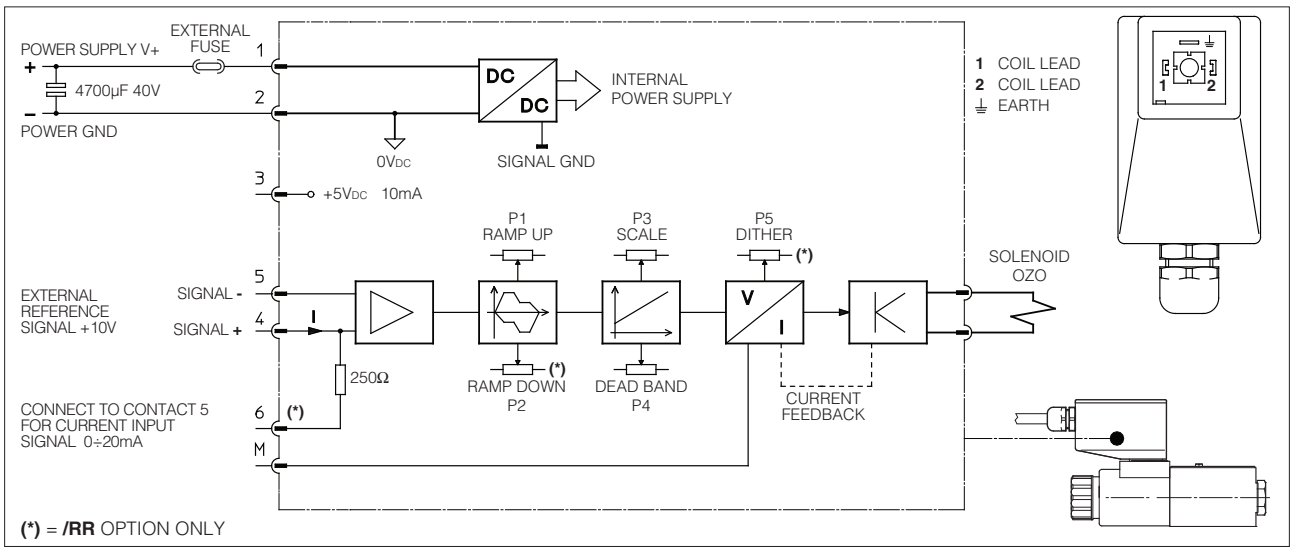 POWER SUPPLY V+
EXTERNAL
FUSE
1
+
4700µF 40V
2
–
POWER GND
DC
DC
INTERNAL
POWER SUPPLY
0VDC
SIGNAL GND
3
+5VDC 10mA
1 COIL LEAD
2 COIL LEAD
EARTH
1
2
P1
RAMP UP
P3
SCALE
P5
DITHER
(*)
SOLENOID
OZO
EXTERNAL
REFERENCE
SIGNAL +10V
5
SIGNAL -
4
SIGNAL +
I
V
I
250Ω
(*)
RAMP DOWN
P2
DEAD BAND
P4
CURRENT
FEEDBACK
CONNECT TO CONTACT 5
FOR CURRENT INPUT
SIGNAL 0÷20mA
6
(*)
M
(*) = /RR OPTION ONLY